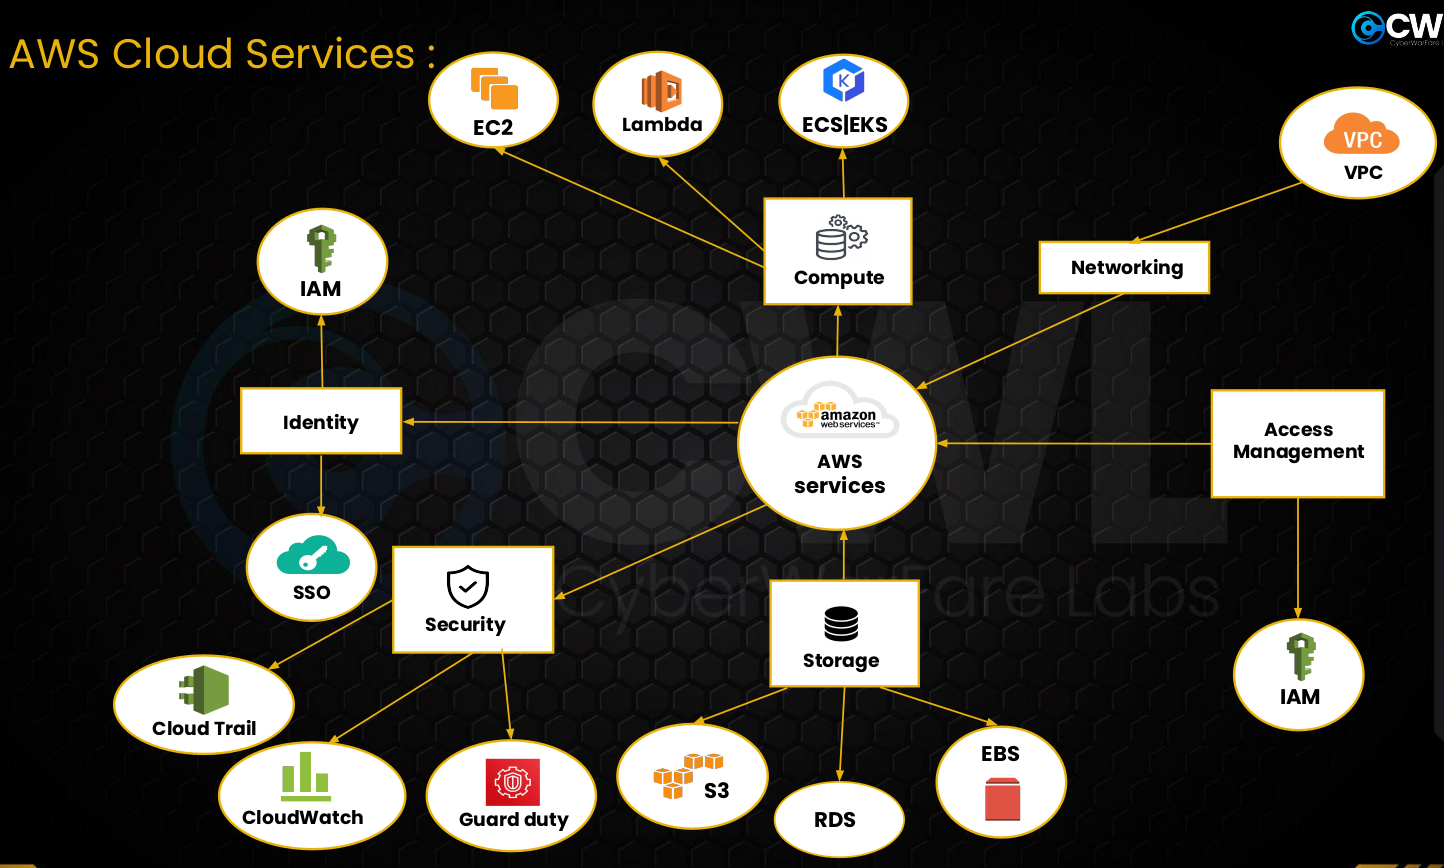 AWS Cloud Services :
CW
CyberWarFare L
EC2
Lambda
ECS|EKS
VPC
VPC
IAM
Compute
Networking
Identity
amazon
web services™
AWS
services
Access
Management
SSO
Security
Storage
CyberWarFare Labs
CWL
Cloud Trail
CloudWatch
Guard duty
S3
RDS
EBS
IAM
K